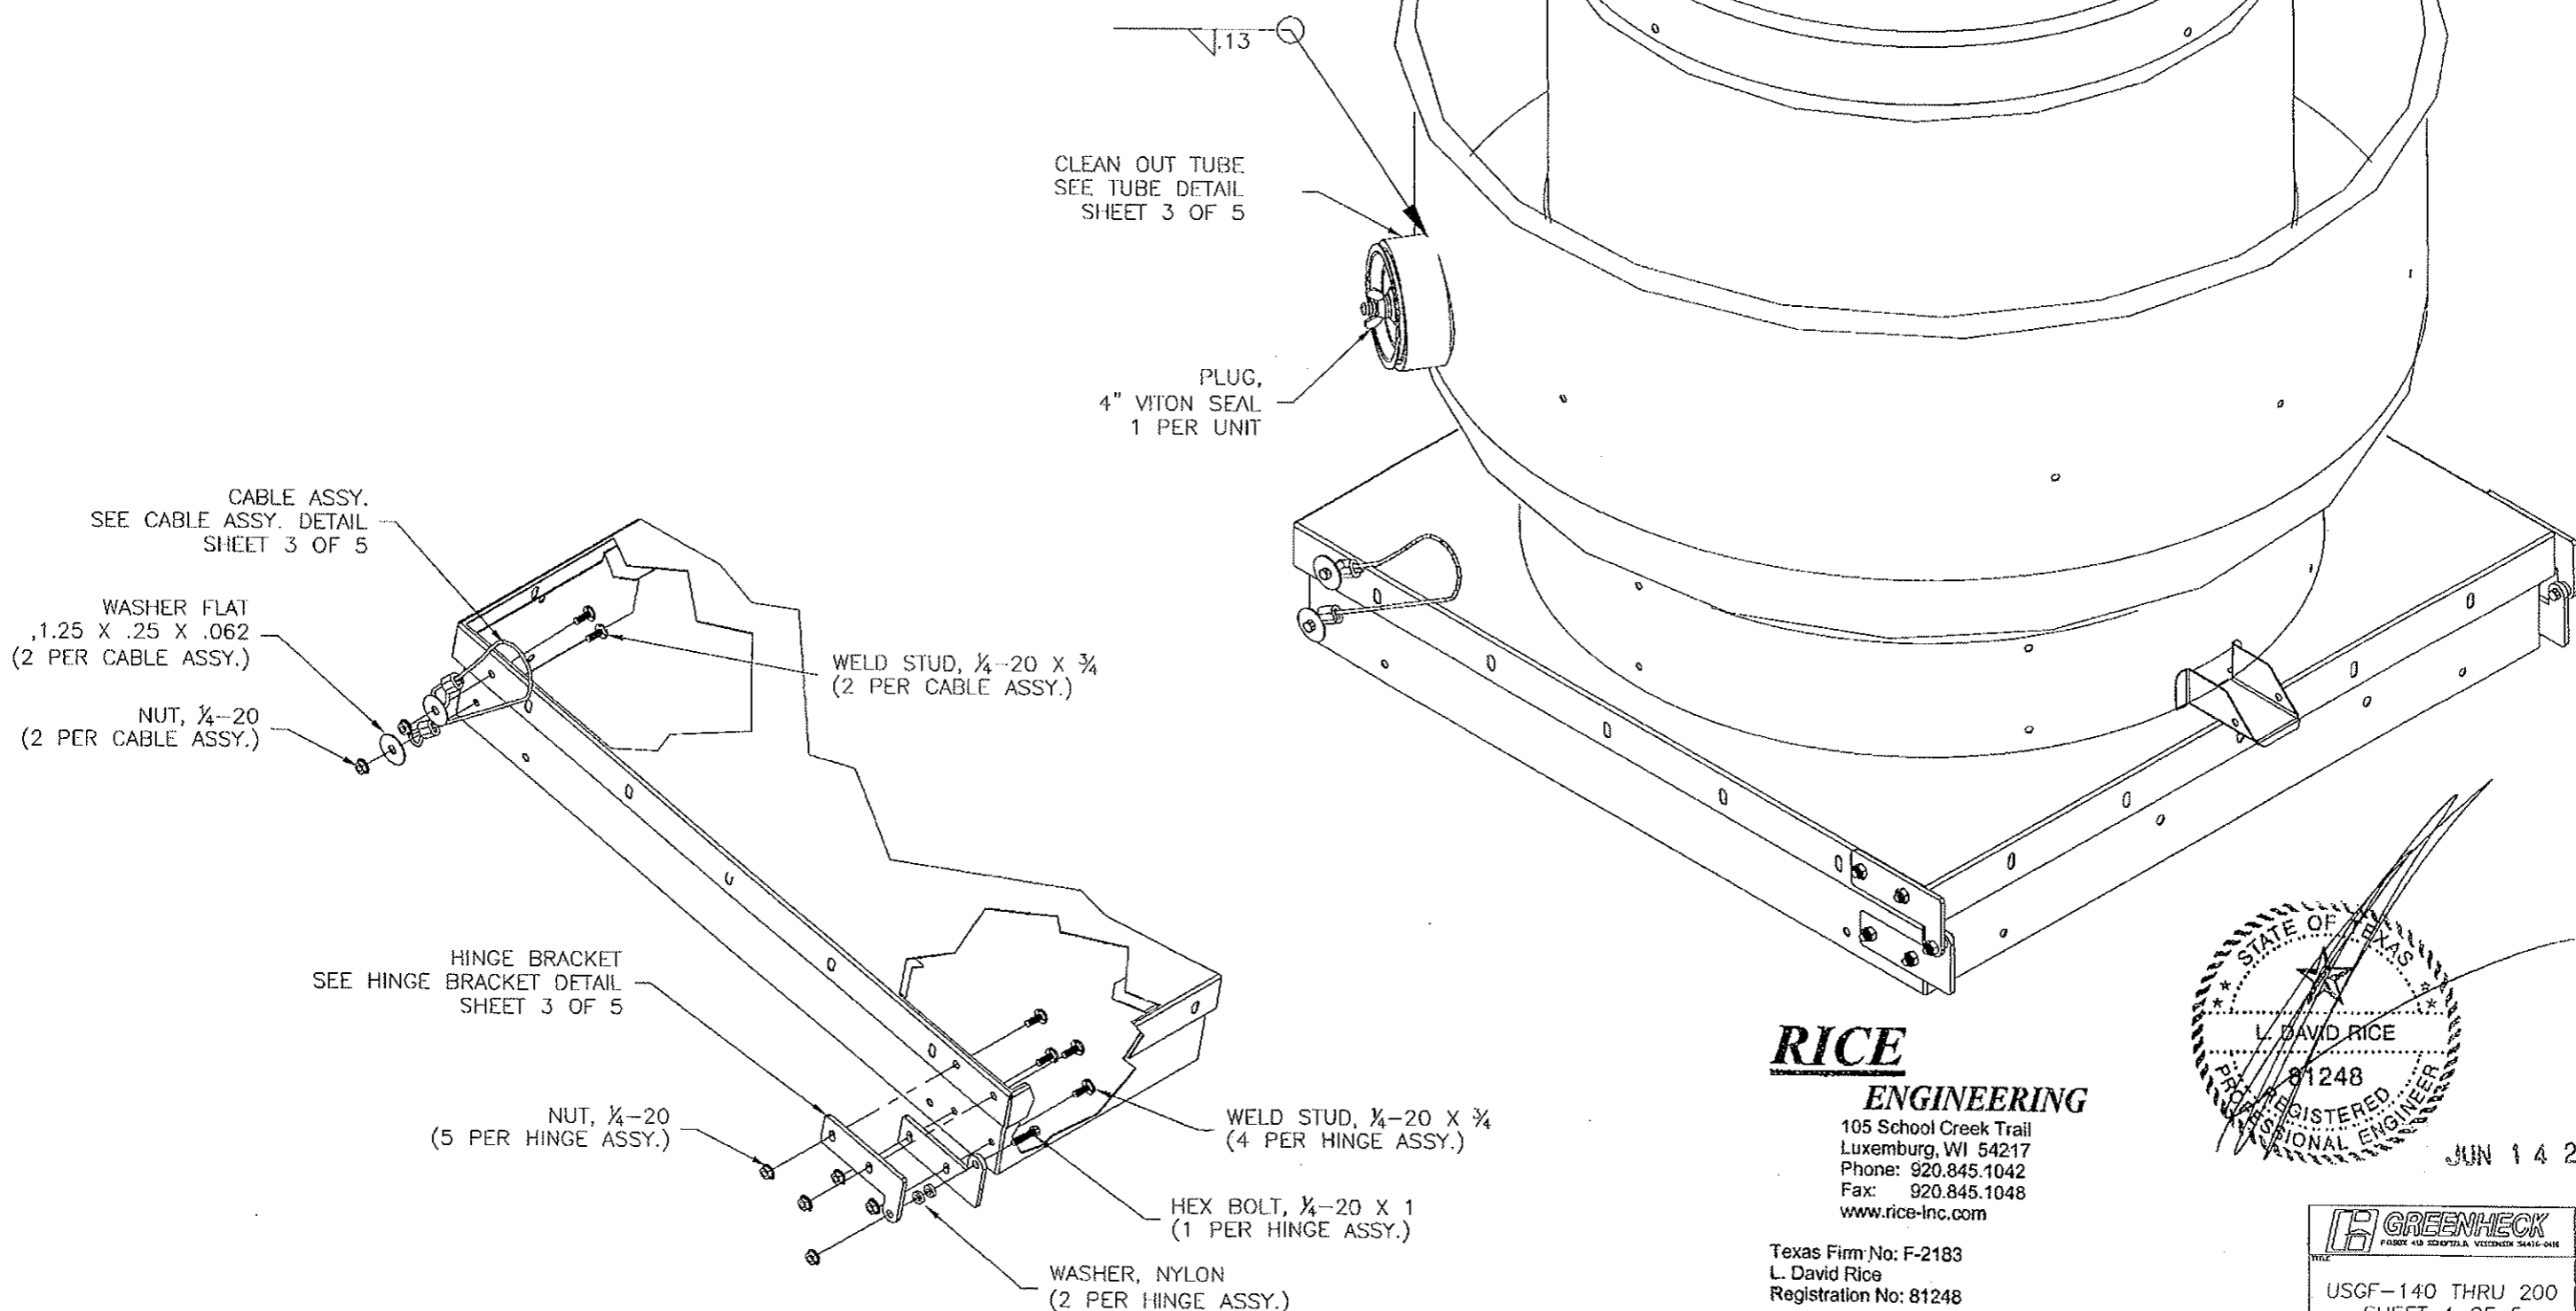 .13
CLEAN OUT TUBE
SEE TUBE DETAIL
SHEET 3 OF 5
PLUG,
4" VITON SEAL
1 PER UNIT
CABLE ASSY.
SEE CABLE ASSY. DETAIL
SHEET 3 OF 5
WASHER FLAT
,1.25 X .25 X .062
(2 PER CABLE ASSY.)
NUT, ¼-20
(2 PER CABLE ASSY.)
WELD STUD, ¼-20 X ¾
(2 PER CABLE ASSY.)
HINGE BRACKET
SEE HINGE BRACKET DETAIL
SHEET 3 OF 5
NUT, ¼-20
(5 PER HINGE ASSY.)
WELD STUD, ¼-20 X ¾
(4 PER HINGE ASSY.)
HEX BOLT, ¼-20 X 1
(1 PER HINGE ASSY.)
WASHER, NYLON
(2 PER HINGE ASSY.)
RICE
ENGINEERING
105 School Creek Trail
Luxemburg, WI 54217
Phone: 920.845.1042
Fax: 920.845.1048
www.rice-inc.com
Texas Firm No: F-2183
L. David Rice
Registration No: 81248
STATE OF TEXAS
L. DAVID RICE
81248
REGISTERED
PROFESSIONAL ENGINEER
JUN 14 2
GREENHECK
TITLE
USGF-140 THRU 200